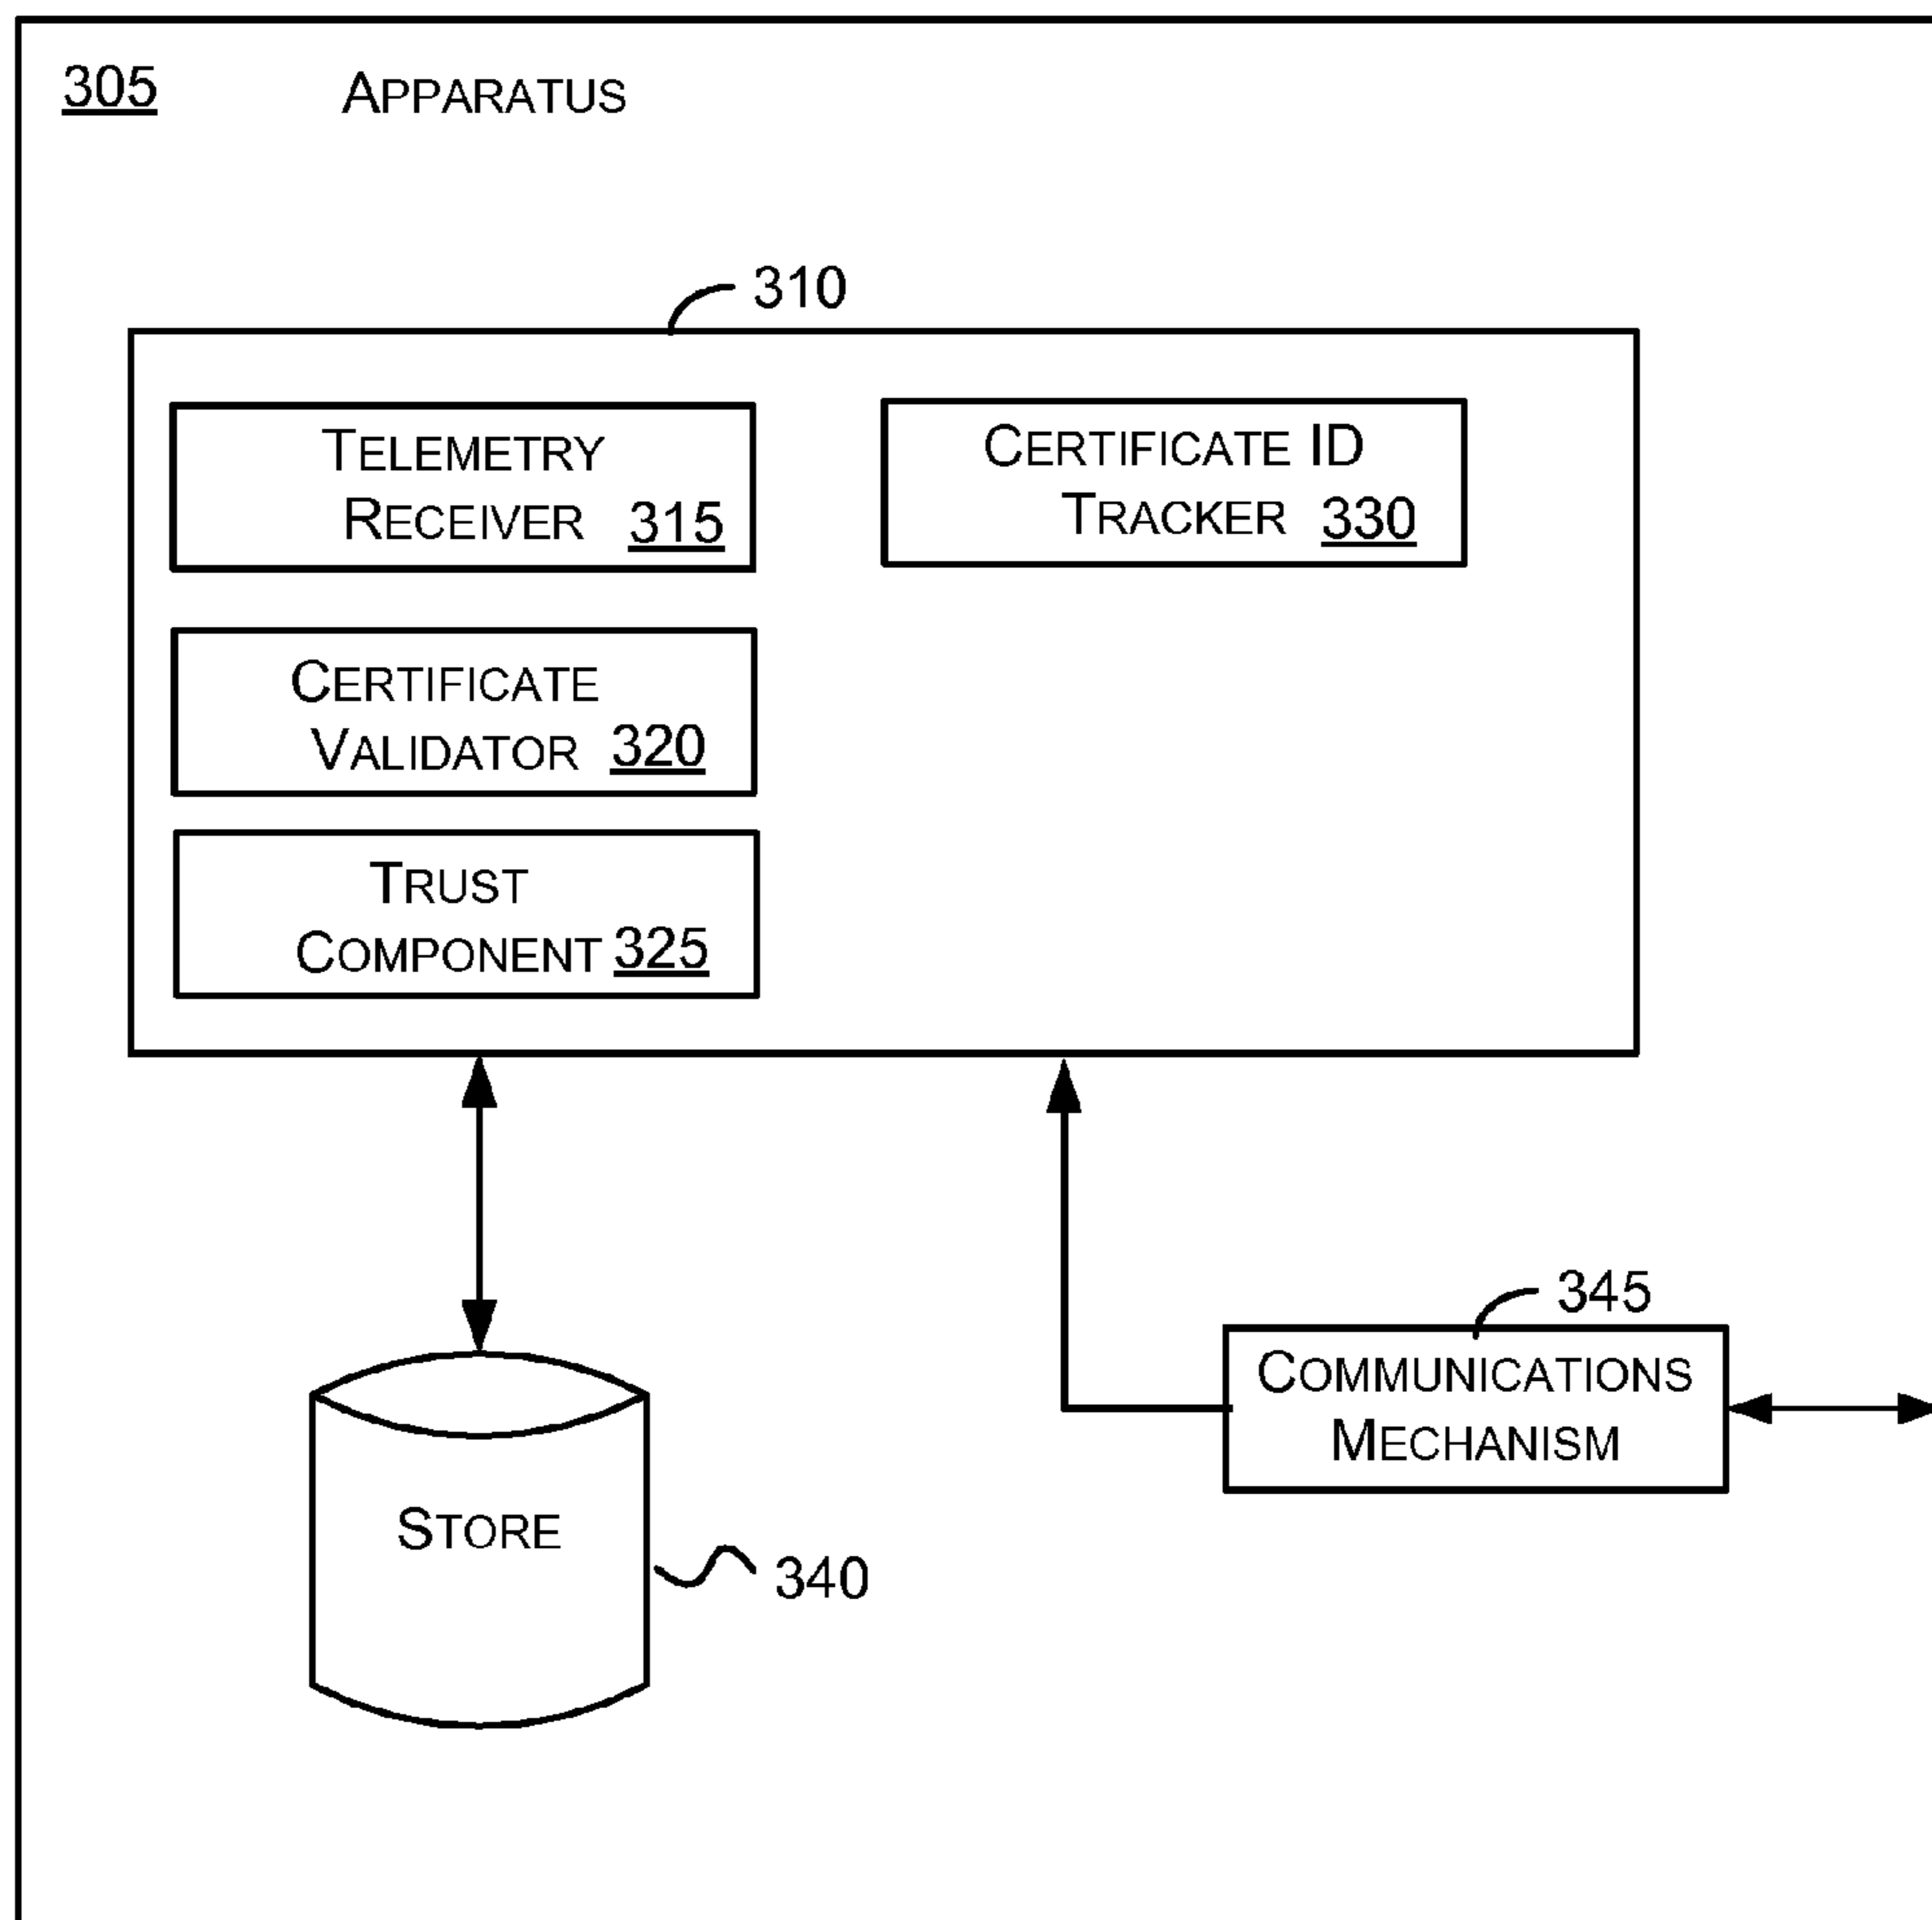 305 APPARATUS
310
TELEMETRY
RECEIVER 315
CERTIFICATE ID
TRACKER 330
CERTIFICATE
VALIDATOR 320
TRUST
COMPONENT 325
345
COMMUNICATIONS
MECHANISM
STORE
340